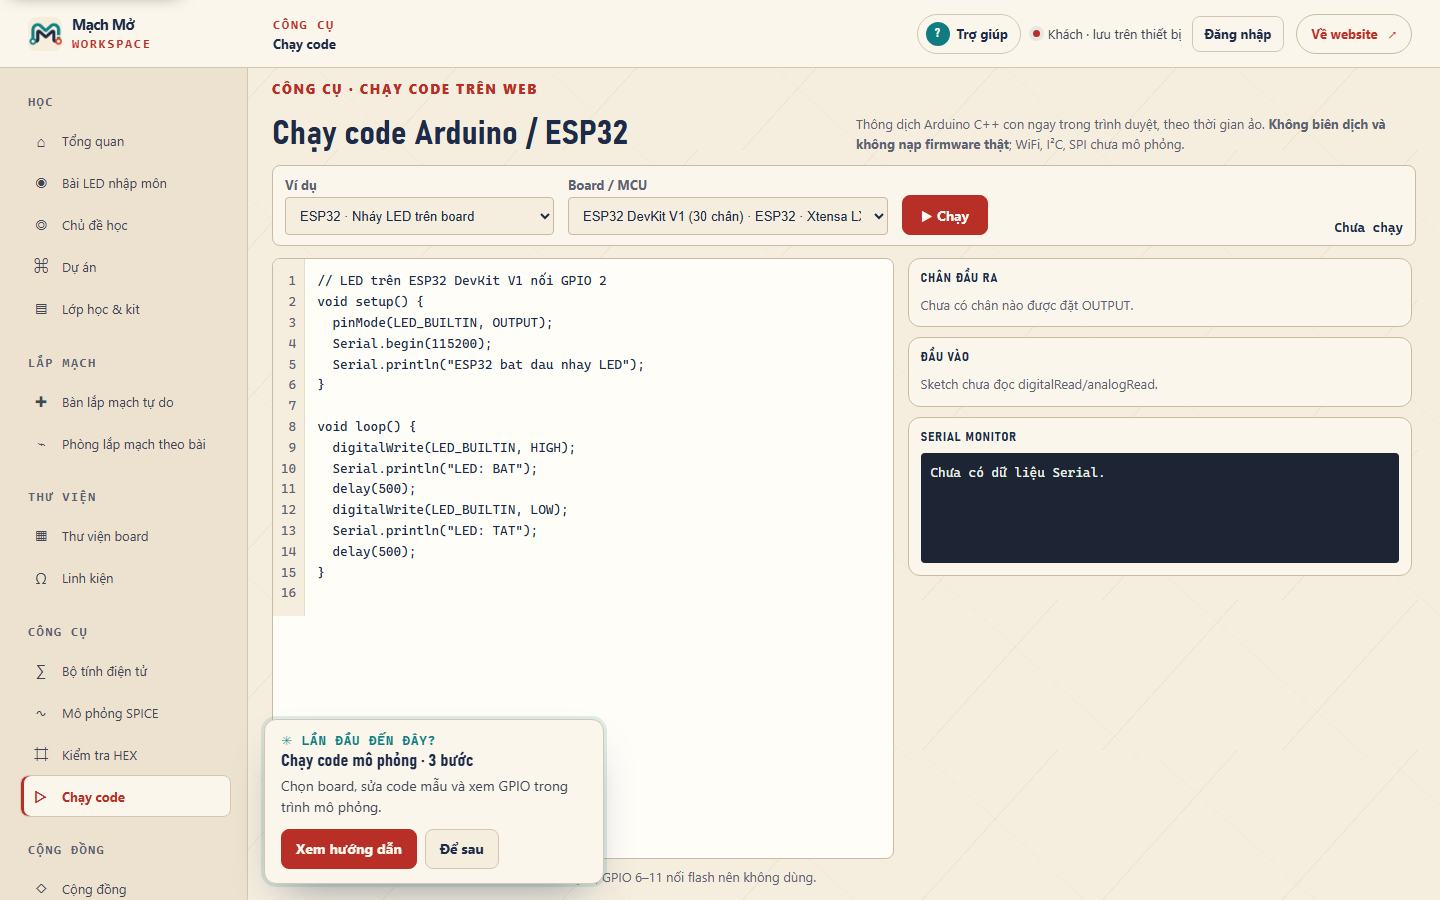 Mạch Mở
WORKSPACE
CÔNG CỤ
Chạy code
? Trợ giúp
Khách · lưu trên thiết bị
Đăng nhập
Về website ↗
HỌC
Tổng quan
Bài LED nhập môn
Chủ đề học
Dự án
Lớp học & kit
LẮP MẠCH
Bàn lắp mạch tự do
Phòng lắp mạch theo bài
THƯ VIỆN
Thư viện board
Linh kiện
CÔNG CỤ
Bộ tính điện tử
Mô phỏng SPICE
Kiểm tra HEX
Chạy code
CỘNG ĐỒNG
Cộng đồng
CÔNG CỤ · CHẠY CODE TRÊN WEB
Chạy code Arduino / ESP32
Thông dịch Arduino C++ con ngay trong trình duyệt, theo thời gian ảo. Không biên dịch và
không nạp firmware thật; WiFi, I²C, SPI chưa mô phỏng.
Ví dụ
ESP32 · Nháy LED trên board
Board / MCU
ESP32 DevKit V1 (30 chân) · ESP32 · Xtensa LX
▶ Chạy
Chưa chạy
1 // LED trên ESP32 DevKit V1 nối GPIO 2
2 void setup() {
3 pinMode(LED_BUILTIN, OUTPUT);
4 Serial.begin(115200);
5 Serial.println("ESP32 bat dau nhay LED");
6 }
7
8 void loop() {
9 digitalWrite(LED_BUILTIN, HIGH);
10 Serial.println("LED: BAT");
11 delay(500);
12 digitalWrite(LED_BUILTIN, LOW);
13 Serial.println("LED: TAT");
14 delay(500);
15 }
16
CHÂN ĐẦU RA
Chưa có chân nào được đặt OUTPUT.
ĐẦU VÀO
Sketch chưa đọc digitalRead/analogRead.
SERIAL MONITOR
Chưa có dữ liệu Serial.
✳ LẦN ĐẦU ĐẾN ĐÂY?
Chạy code mô phỏng · 3 bước
Chọn board, sửa code mẫu và xem GPIO trong
trình mô phỏng.
Xem hướng dẫn
Để sau
GPIO 6–11 nối flash nên không dùng.